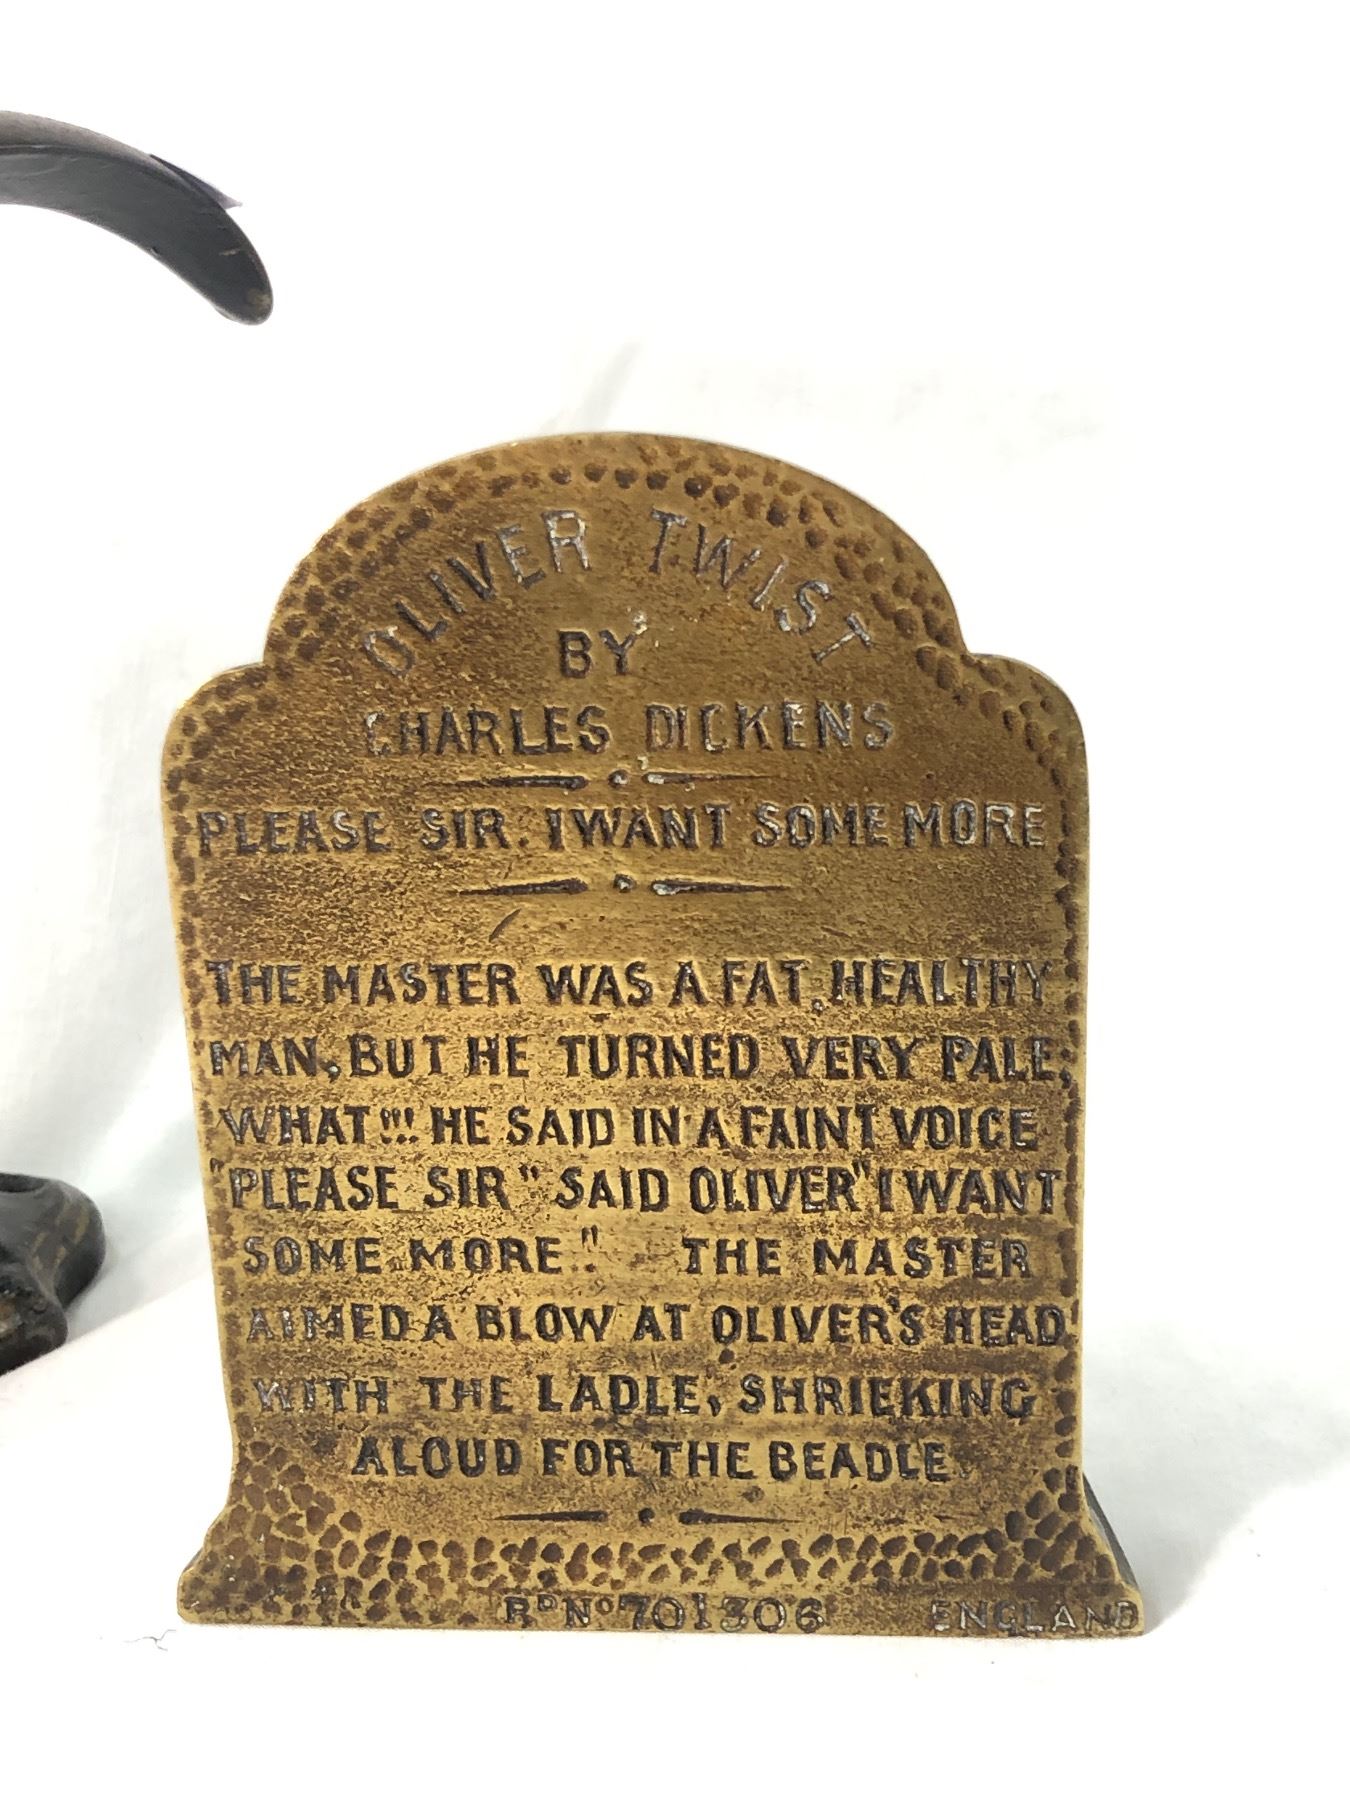 OLIVER TWIST
BY
CHARLES DICKENS
PLEASE SIR. I WANT SOME MORE
THE MASTER WAS A FAT, HEALTHY
MAN, BUT HE TURNED VERY PALE;
WHAT!!! HE SAID IN A FAINT VOICE
"PLEASE SIR" SAID OLIVER "I WANT
SOME MORE." THE MASTER
AIMED A BLOW AT OLIVER'S HEAD
WITH THE LADLE, SHRIEKING
ALOUD FOR THE BEADLE.
RD No 701306 ENGLAND